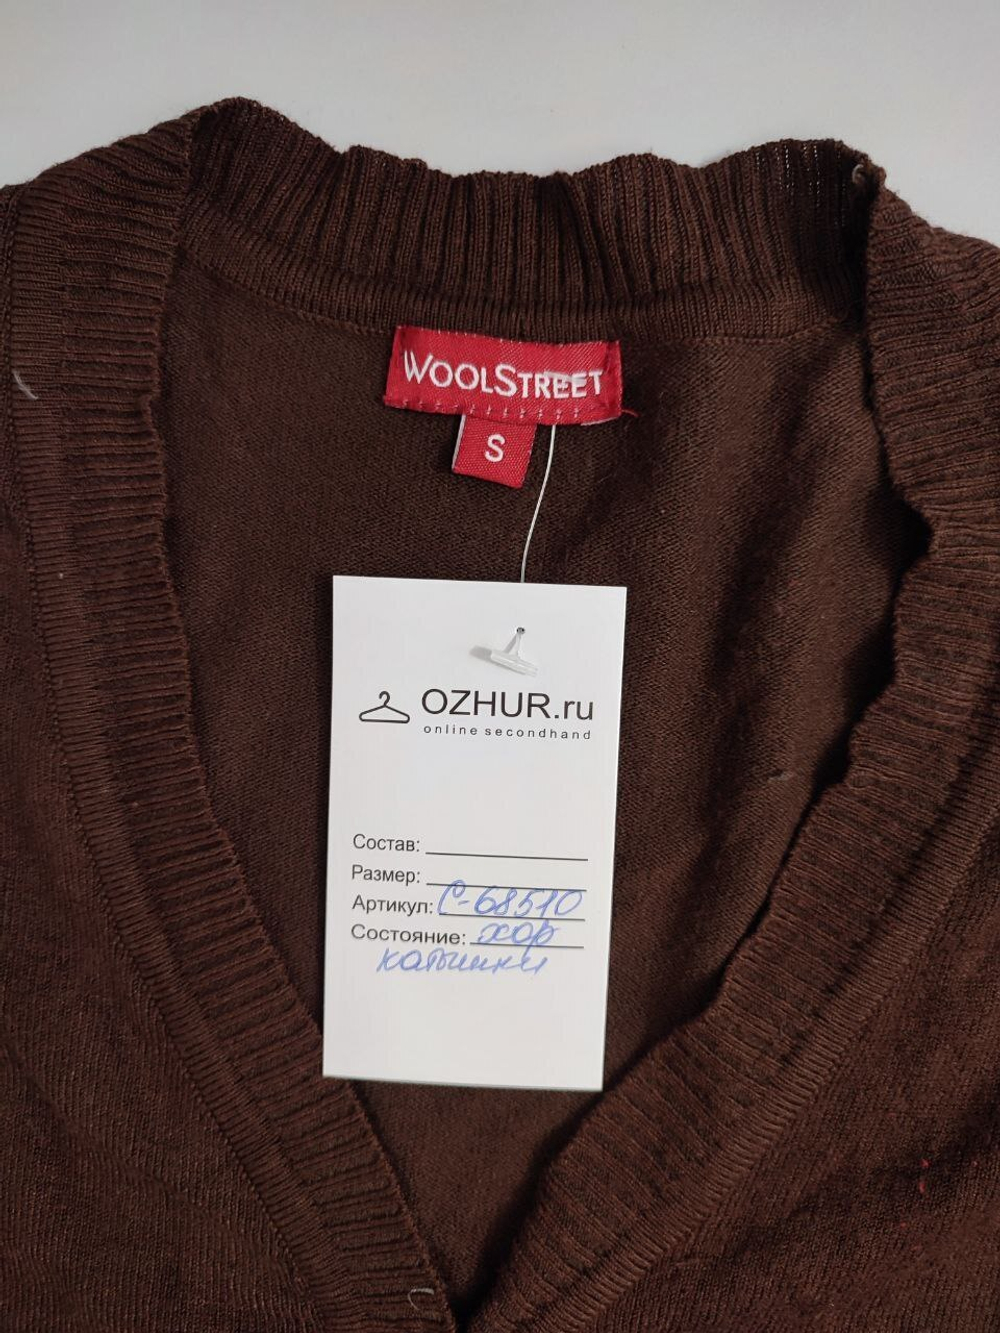 WOOLSTREET
S
OZHUR.ru
online secondhand
Состав:
Размер:
Артикул: С-68510
Состояние: хор
катышки